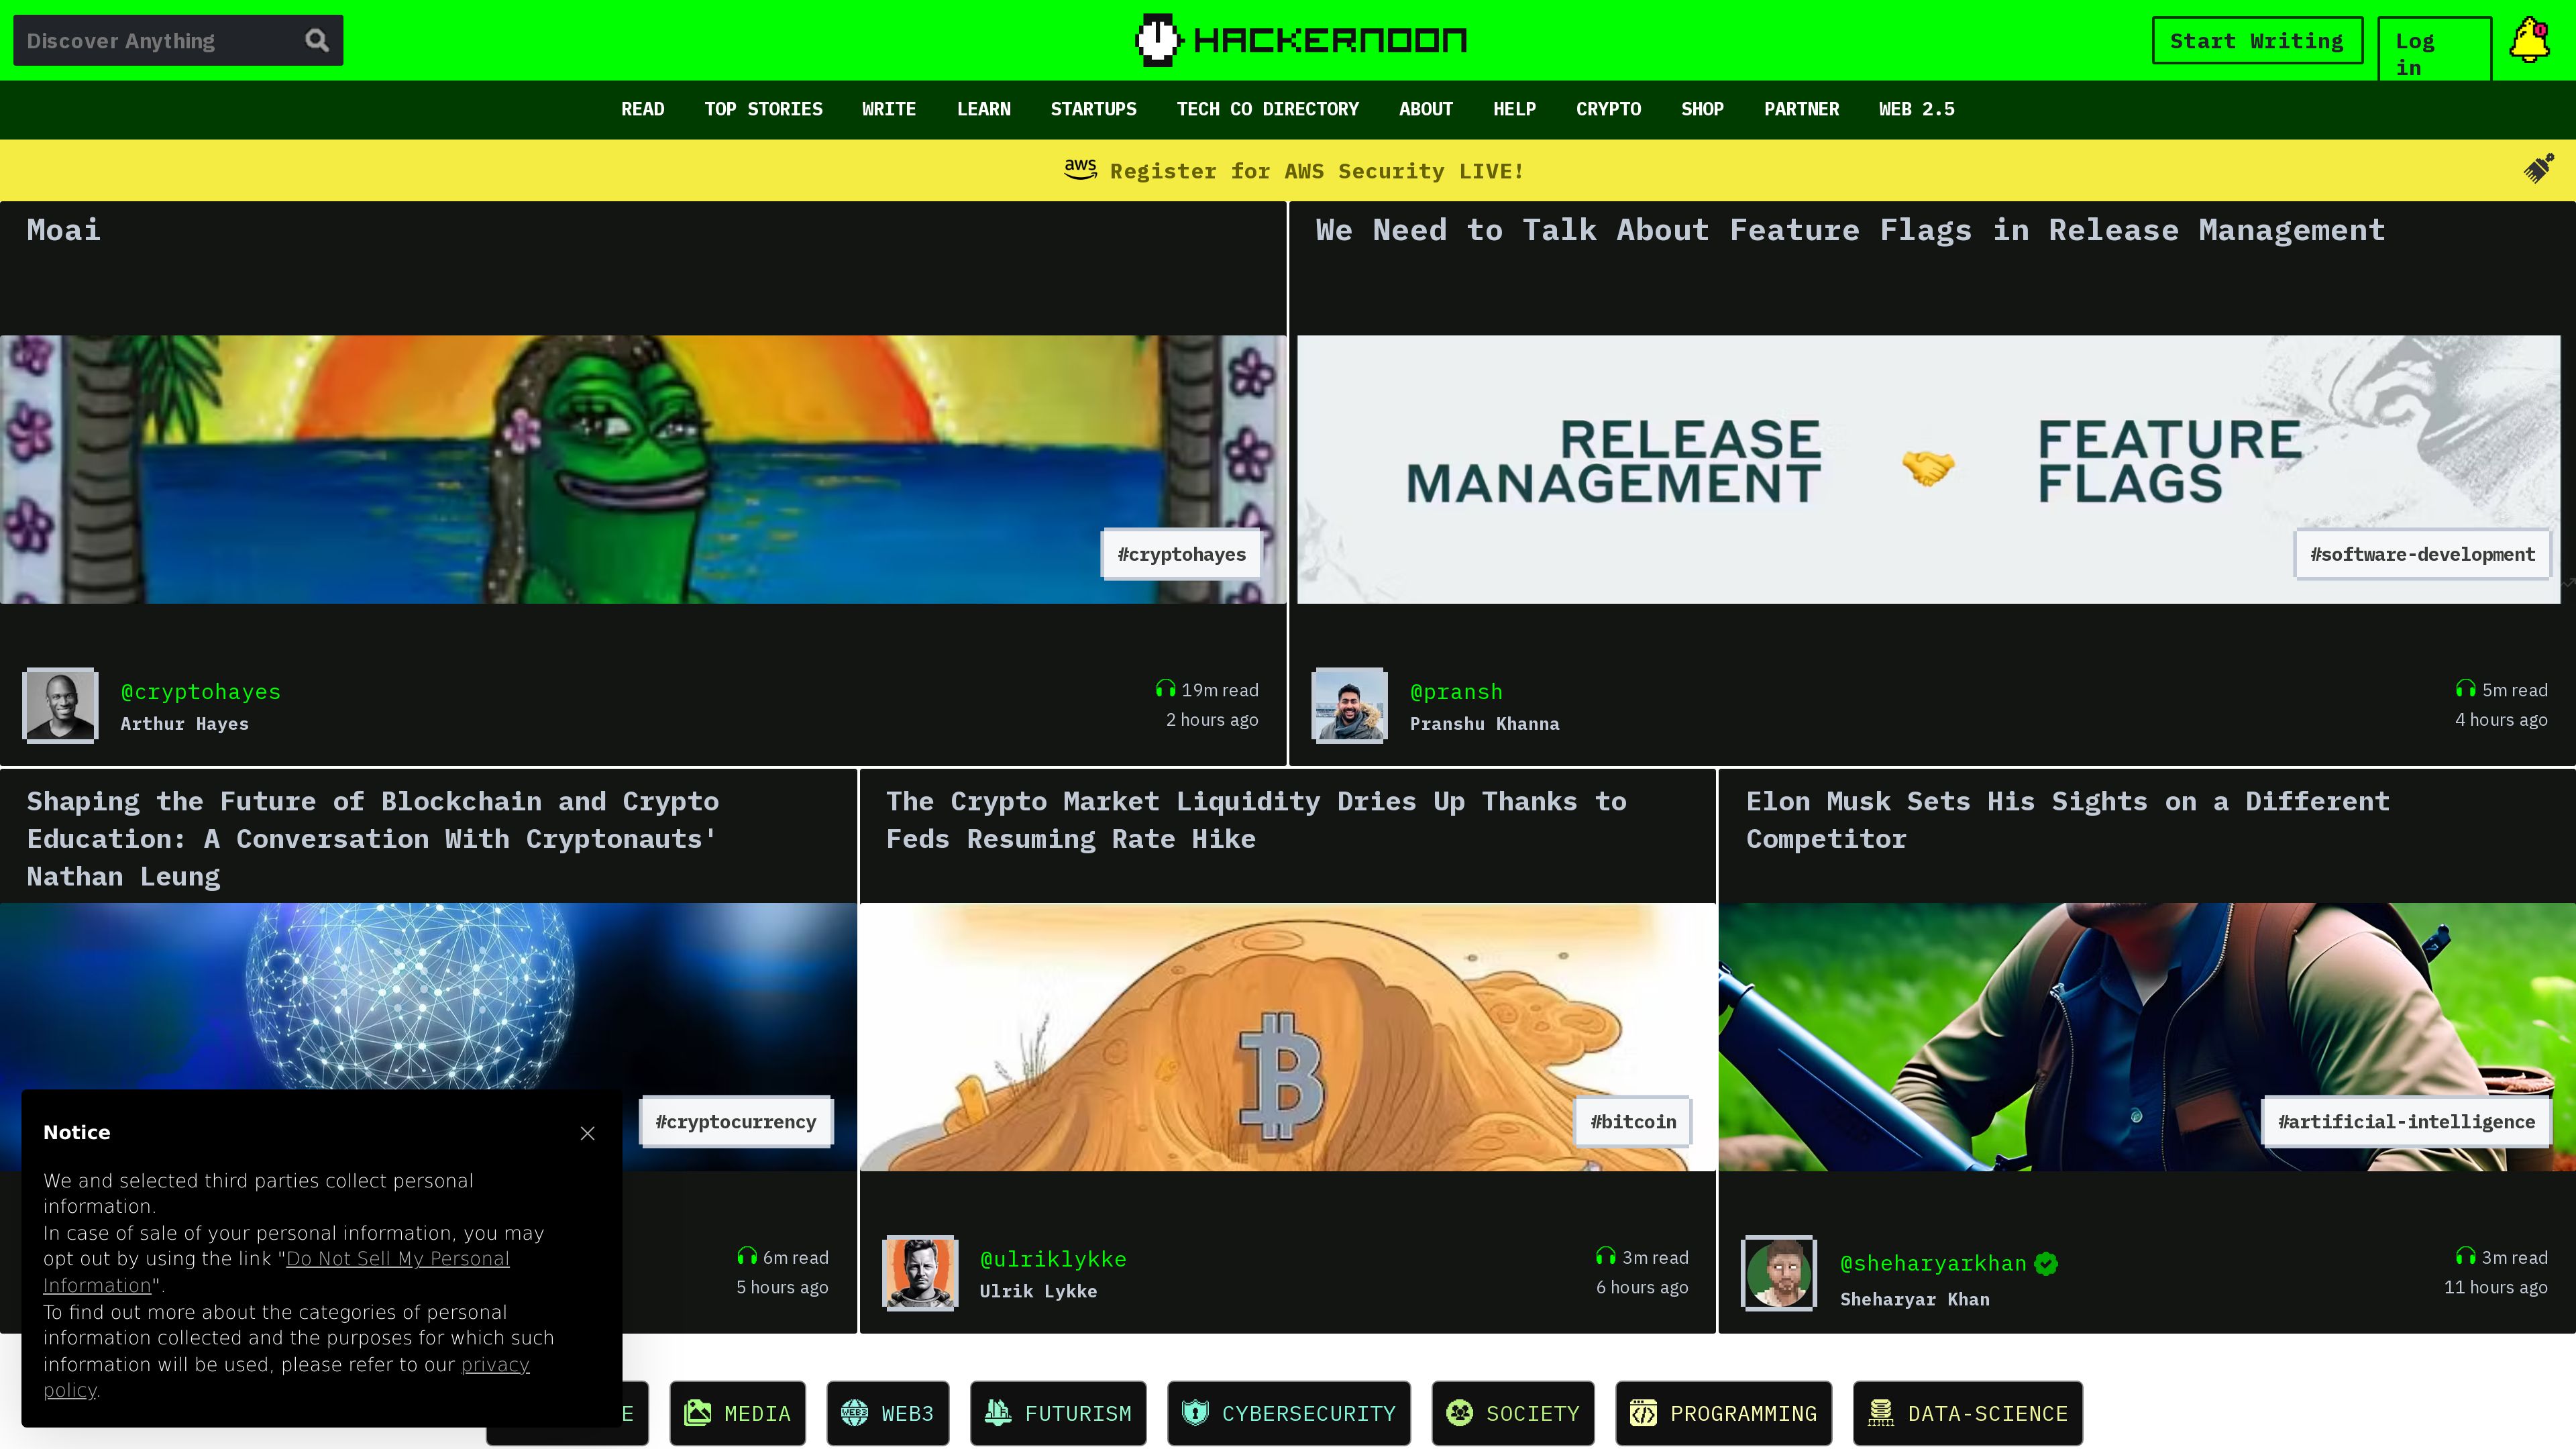 Discover Anything
HACKERNOON
Start Writing
Log
in
READ TOP STORIES WRITE LEARN STARTUPS TECH CO DIRECTORY ABOUT HELP CRYPTO SHOP PARTNER WEB 2.5
aws Register for AWS Security LIVE!
Moai
#cryptohayes
@cryptohayes
Arthur Hayes
19m read
2 hours ago
We Need to Talk About Feature Flags in Release Management
RELEASE
MANAGEMENT
FEATURE
FLAGS
#software-development
@pransh
Pranshu Khanna
5m read
4 hours ago
Shaping the Future of Blockchain and Crypto
Education: A Conversation With Cryptonauts'
Nathan Leung
#cryptocurrency
6m read
5 hours ago
The Crypto Market Liquidity Dries Up Thanks to
Feds Resuming Rate Hike
#bitcoin
@ulriklykke
Ulrik Lykke
3m read
6 hours ago
Elon Musk Sets His Sights on a Different
Competitor
#artificial-intelligence
@sheharyarkhan
Sheharyar Khan
3m read
11 hours ago
Notice
We and selected third parties collect personal
information.
In case of sale of your personal information, you may
opt out by using the link "Do Not Sell My Personal
Information".
To find out more about the categories of personal
information collected and the purposes for which such
information will be used, please refer to our privacy
policy.
E MEDIA WEB3 FUTURISM CYBERSECURITY SOCIETY PROGRAMMING DATA-SCIENCE